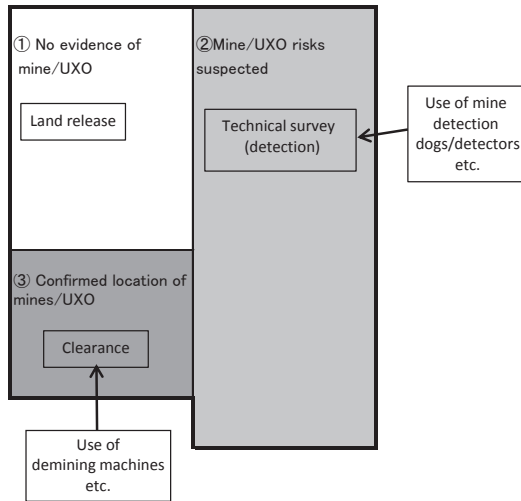 ① No evidence of
mine/UXO
Land release
②Mine/UXO risks
suspected
Technical survey
(detection)
Use of mine
detection
dogs/detectors
etc.
③ Confirmed location of
mines/UXO
Clearance
Use of
demining machines
etc.